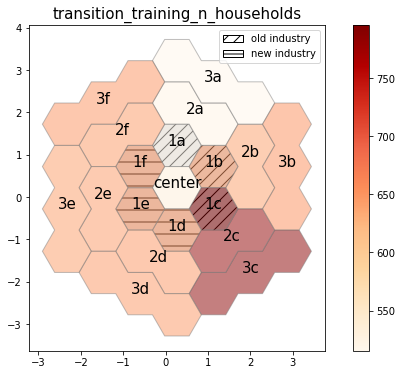 transition_training_n_households
old industry
new industry
4
3
2
1
0
−1
−2
−3
−3
−2
−1
0
1
2
3
750
700
650
600
550
3a
3f
2a
2f
1a
2b
1f
1b
3b
center
2e
3e
1e
1c
1d
2c
2d
3c
3d